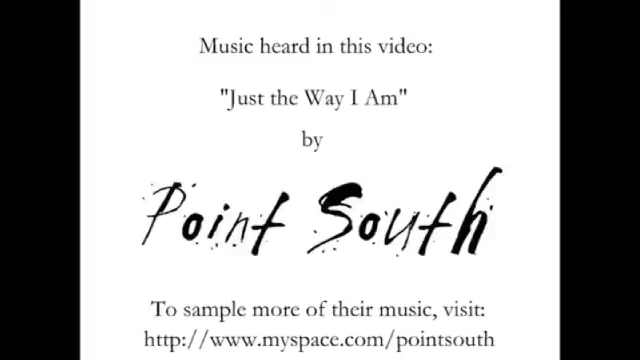 Music heard in this video:
"Just the Way I Am"
by
Point South
To sample more of their music, visit:
http://www.myspace.com/pointsouth